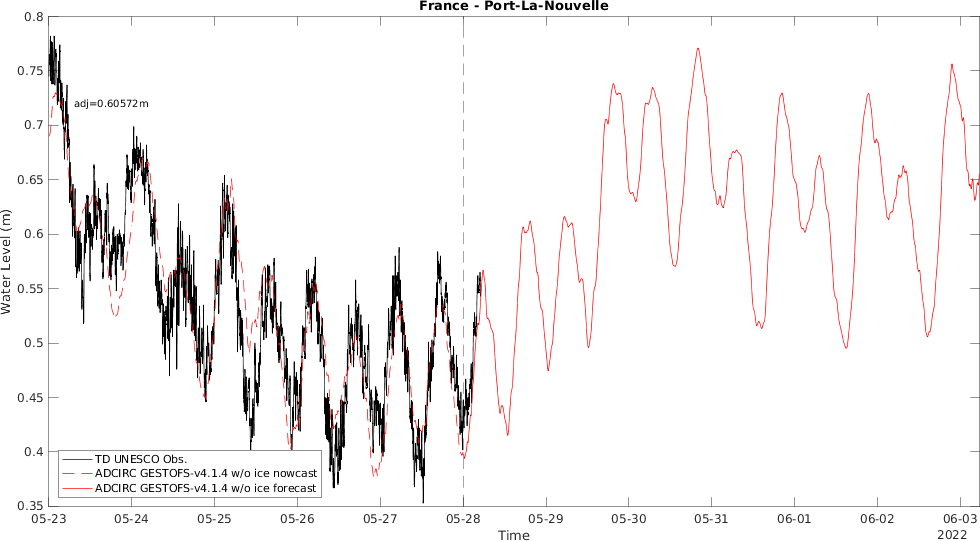 France - Port-La-Nouvelle
0.8
0.75
0.7
0.65
0.6
0.55
0.5
0.45
0.4
0.35
Water Level (m)
adj=0.60572m
TD UNESCO Obs.
ADCIRC GESTOFS-v4.1.4 w/o ice nowcast
ADCIRC GESTOFS-v4.1.4 w/o ice forecast
05-23 05-24 05-25 05-26 05-27 05-28 05-29 05-30 05-31 06-01 06-02 06-03
Time
2022